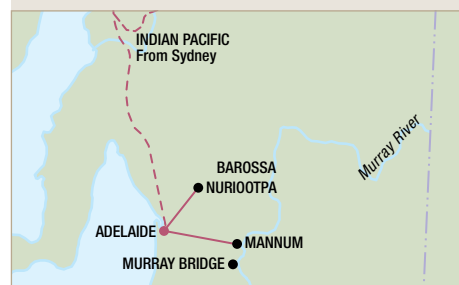 INDIAN PACIFIC
From Sydney
Murray River
BAROSSA
NURIOOTPA
ADELAIDE
MANNUM
MURRAY BRIDGE